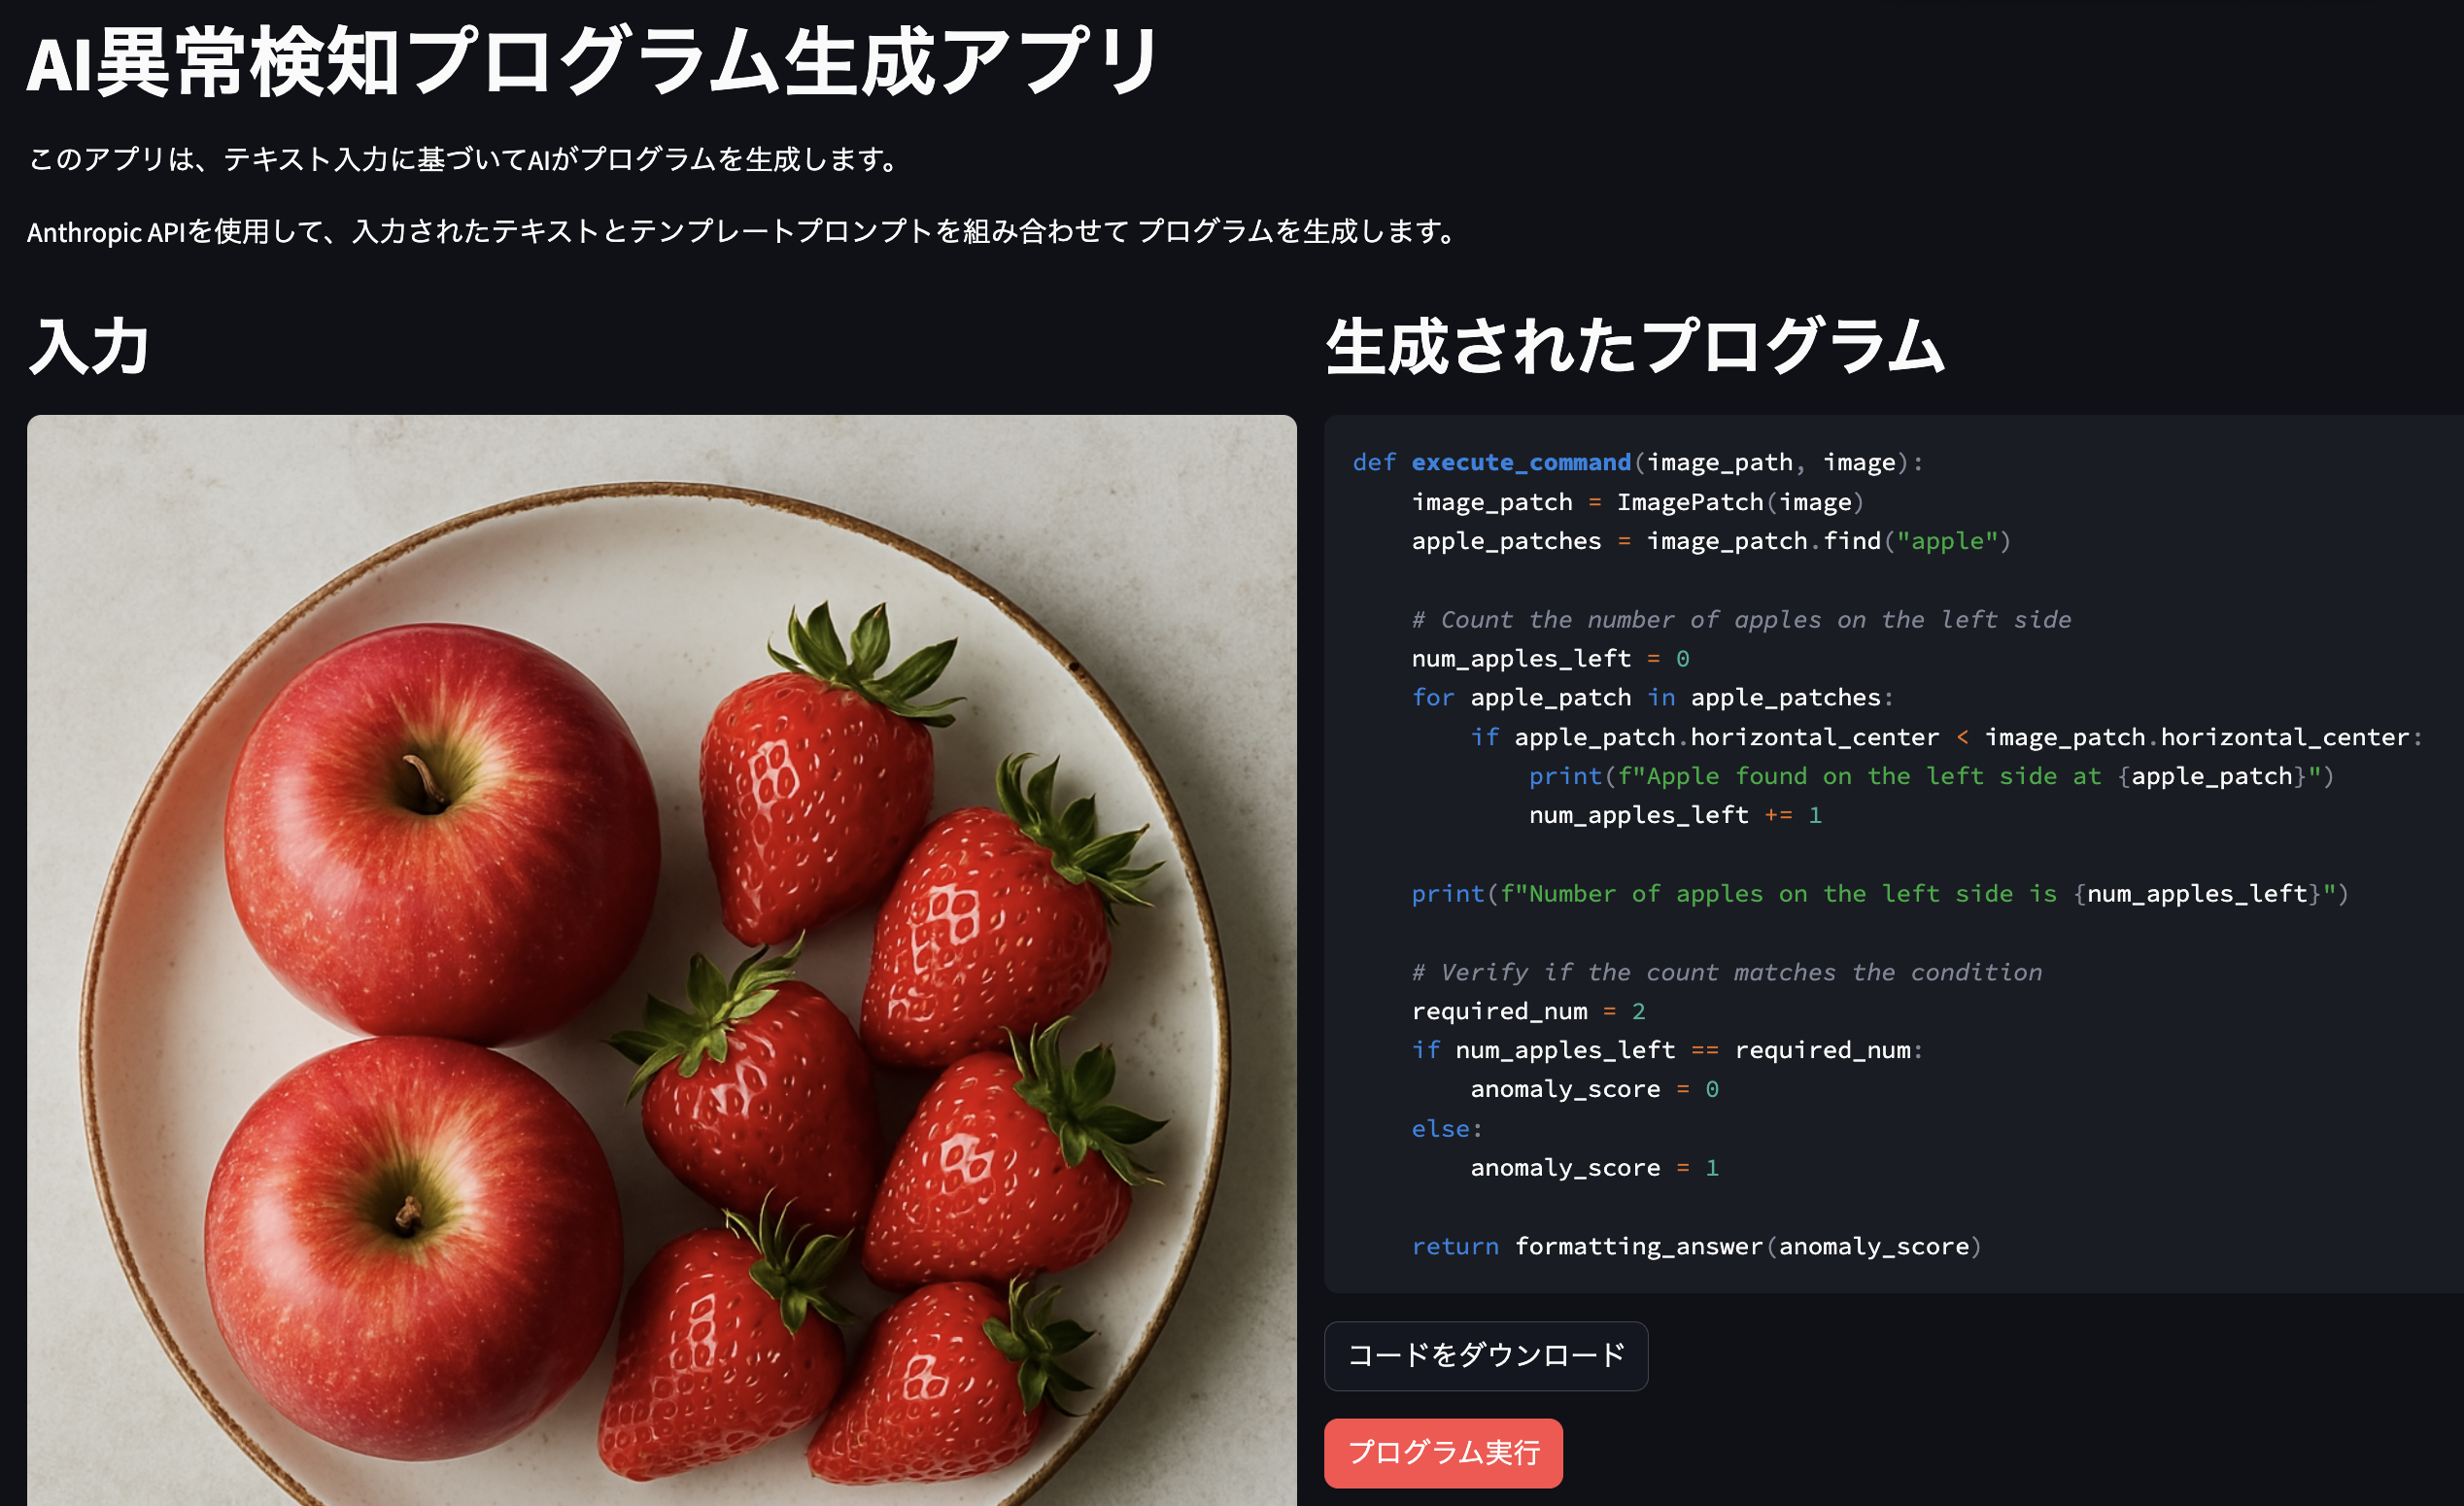 AI異常検知プログラム生成アプリ
このアプリは、テキスト入力に基づいてAIがプログラムを生成します。
Anthropic APIを使用して、入力されたテキストとテンプレートプロンプトを組み合わせて プログラムを生成します。
入力
生成されたプログラム
def execute_command(image_path, image):
    image_patch = ImagePatch(image)
    apple_patches = image_patch.find("apple")

    # Count the number of apples on the left side
    num_apples_left = 0
    for apple_patch in apple_patches:
        if apple_patch.horizontal_center < image_patch.horizontal_center:
            print(f"Apple found on the left side at {apple_patch}")
            num_apples_left += 1

    print(f"Number of apples on the left side is {num_apples_left}")

    # Verify if the count matches the condition
    required_num = 2
    if num_apples_left == required_num:
        anomaly_score = 0
    else:
        anomaly_score = 1

    return formatting_answer(anomaly_score)
コードをダウンロード
プログラム実行